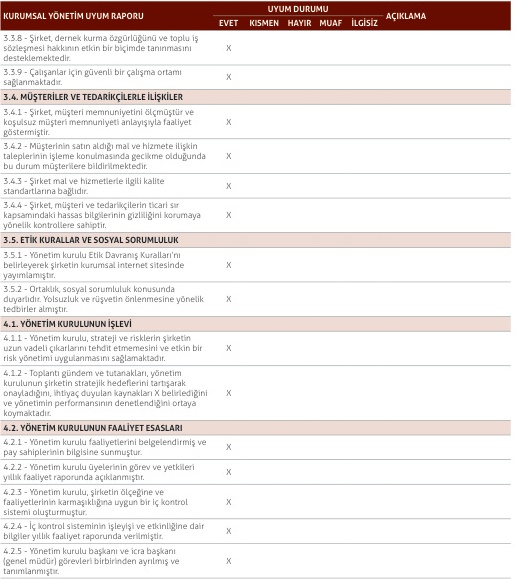 KURUMSAL YÖNETİM UYUM RAPORU
UYUM DURUMU
EVET KISMEN HAYIR MUAF İLGİSİZ
AÇIKLAMA
3.3.8 - Şirket, dernek kurma özgürlüğünü ve toplu iş
sözleşmesi hakkının etkin bir biçimde tanınmasını
desteklemektedir.
X
3.3.9 - Çalışanlar için güvenli bir çalışma ortamı
sağlanmaktadır.
X
3.4. MÜŞTERİLER VE TEDARİKÇİLERLE İLİŞKİLER
3.4.1 - Şirket, müşteri memnuniyetini ölçmüştür ve
koşulsuz müşteri memnuniyeti anlayışıyla faaliyet
göstermiştir.
X
3.4.2 - Müşterinin satın aldığı mal ve hizmete ilişkin
taleplerinin işleme konulmasında gecikme olduğunda
bu durum müşterilere bildirilmektedir.
X
3.4.3 - Şirket mal ve hizmetlerle ilgili kalite
standartlarına bağlıdır.
X
3.4.4 - Şirket, müşteri ve tedarikçilerin ticari sır
kapsamındaki hassas bilgilerinin gizliliğini korumaya
yönelik kontrollere sahiptir.
X
3.5. ETİK KURALLAR VE SOSYAL SORUMLULUK
3.5.1 - Yönetim kurulu Etik Davranış Kuralları'nı
belirleyerek şirketin kurumsal internet sitesinde
yayımlamıştır.
X
3.5.2 - Ortaklık, sosyal sorumluluk konusunda
duyarlıdır. Yolsuzluk ve rüşvetin önlenmesine yönelik
tedbirler almıştır.
X
4.1. YÖNETİM KURULUNUN İŞLEVİ
4.1.1 - Yönetim kurulu, strateji ve risklerin şirketin
uzun vadeli çıkarlarını tehdit etmemesini ve etkin bir
risk yönetimi uygulanmasını sağlamaktadır.
X
4.1.2 - Toplantı gündem ve tutanakları, yönetim
kurulunun şirketin stratejik hedeflerini tartışarak
onayladığını, ihtiyaç duyulan kaynakları X belirlediğini
ve yönetimin performansının denetlendiğini ortaya
koymaktadır.
X
4.2. YÖNETİM KURULUNUN FAALİYET ESASLARI
4.2.1 - Yönetim kurulu faaliyetlerini belgelendirmiş ve
pay sahiplerinin bilgisine sunmuştur.
X
4.2.2 - Yönetim kurulu üyelerinin görev ve yetkileri
yıllık faaliyet raporunda açıklanmıştır.
X
4.2.3 - Yönetim kurulu, şirketin ölçeğine ve
faaliyetlerinin karmaşıklığına uygun bir iç kontrol
sistemi oluşturmuştur.
X
4.2.4 - İç kontrol sisteminin işleyişi ve etkinliğine dair
bilgiler yıllık faaliyet raporunda verilmiştir.
X
4.2.5 - Yönetim kurulu başkanı ve icra başkanı
(genel müdür) görevleri birbirinden ayrılmış ve
tanımlanmıştır.
X